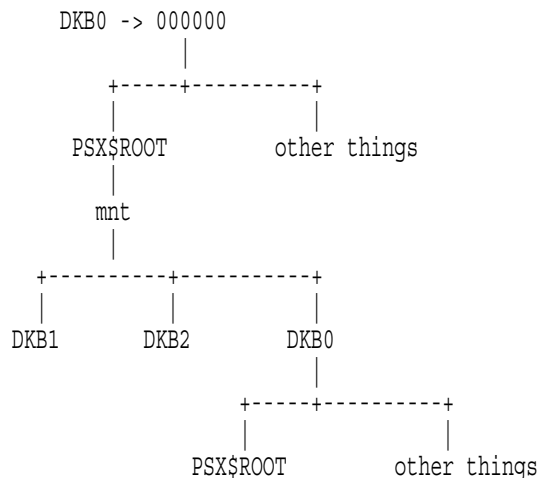 DKB0 -> 000000
|
+-----+----------+
| |
PSX$ROOT other things
|
mnt
|
+----------+-----------+
| | |
DKB1 DKB2 DKB0
|
+-----+----------+
| |
PSX$ROOT other things